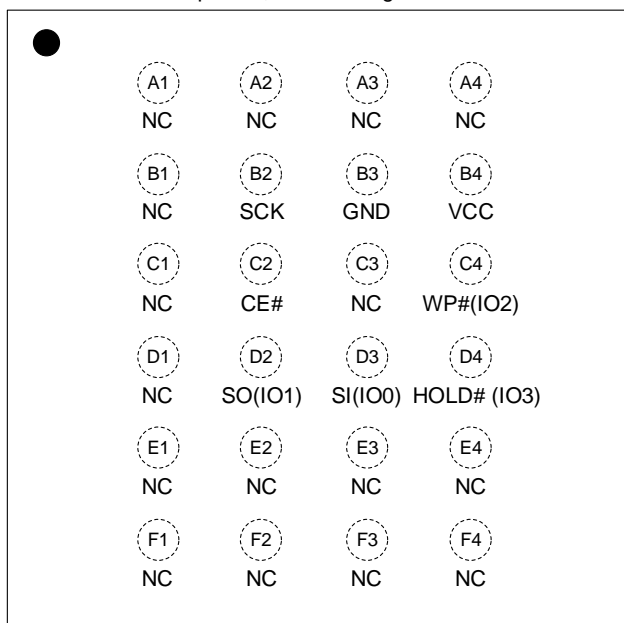 A1 A2 A3 A4
NC NC NC NC
B1 B2 B3 B4
NC SCK GND VCC
C1 C2 C3 C4
NC CE# NC WP#(IO2)
D1 D2 D3 D4
NC SO(IO1) SI(IO0) HOLD# (IO3)
E1 E2 E3 E4
NC NC NC NC
F1 F2 F3 F4
NC NC NC NC